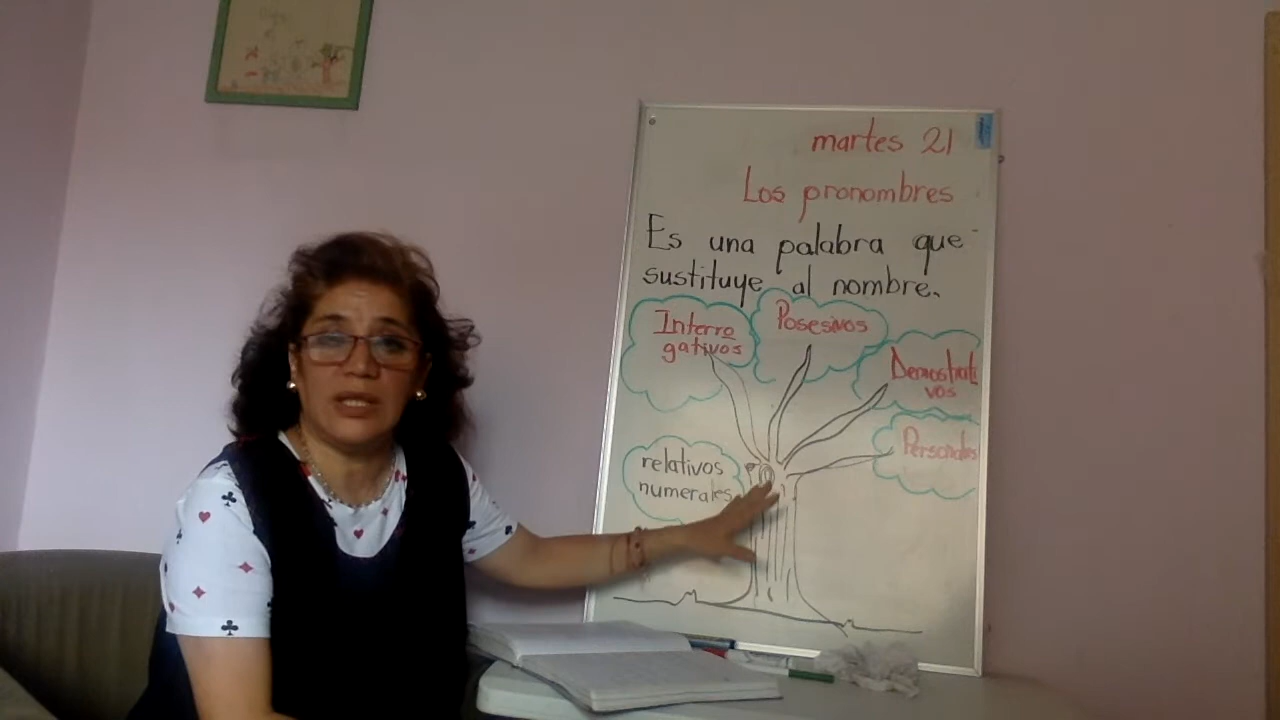 martes 21
Los pronombres
Es una palabra que
sustituye al nombre.
Interro
gativos
Posesivos
Demostrati
vos
Personales
relativos
numerales